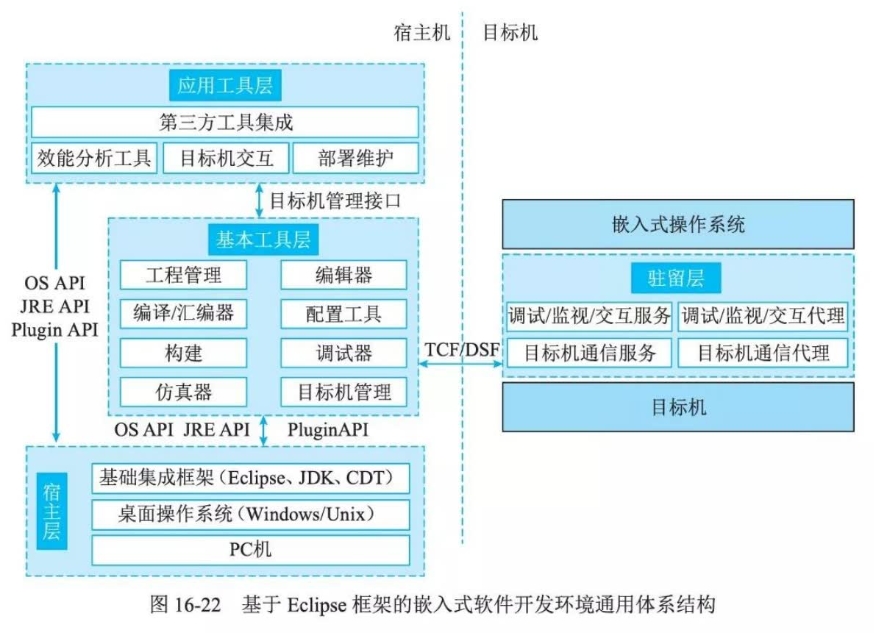 宿主机 目标机
应用工具层
第三方工具集成
效能分析工具 目标机交互 部署维护
目标机管理接口
基本工具层
工程管理 编辑器
编译/汇编器 配置工具
构建 调试器
仿真器 目标机管理
OS API
JRE API
Plugin API
TCF/DSF
嵌入式操作系统
驻留层
调试/监视/交互服务 调试/监视/交互代理
目标机通信服务 目标机通信代理
目标机
OS API JRE API PluginAPI
宿主层
基础集成框架（Eclipse、JDK、CDT）
桌面操作系统（Windows/Unix）
PC机
图 16-22 基于 Eclipse 框架的嵌入式软件开发环境通用体系结构